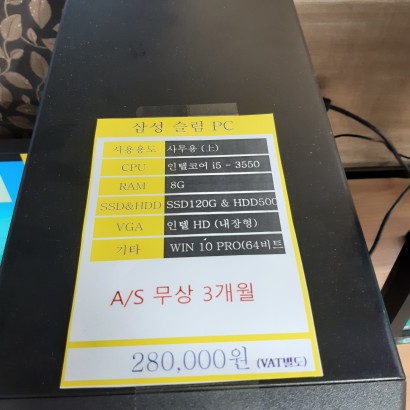 삼성 슬림 PC
사용용도 사무용 (上)
CPU 인텔코어 i5 - 3550
RAM 8G
SSD&HDD SSD120G & HDD500
VGA 인텔 HD (내장형)
기타 WIN 10 PRO(64비트
A/S 무상 3개월
280,000원 (VAT별도)